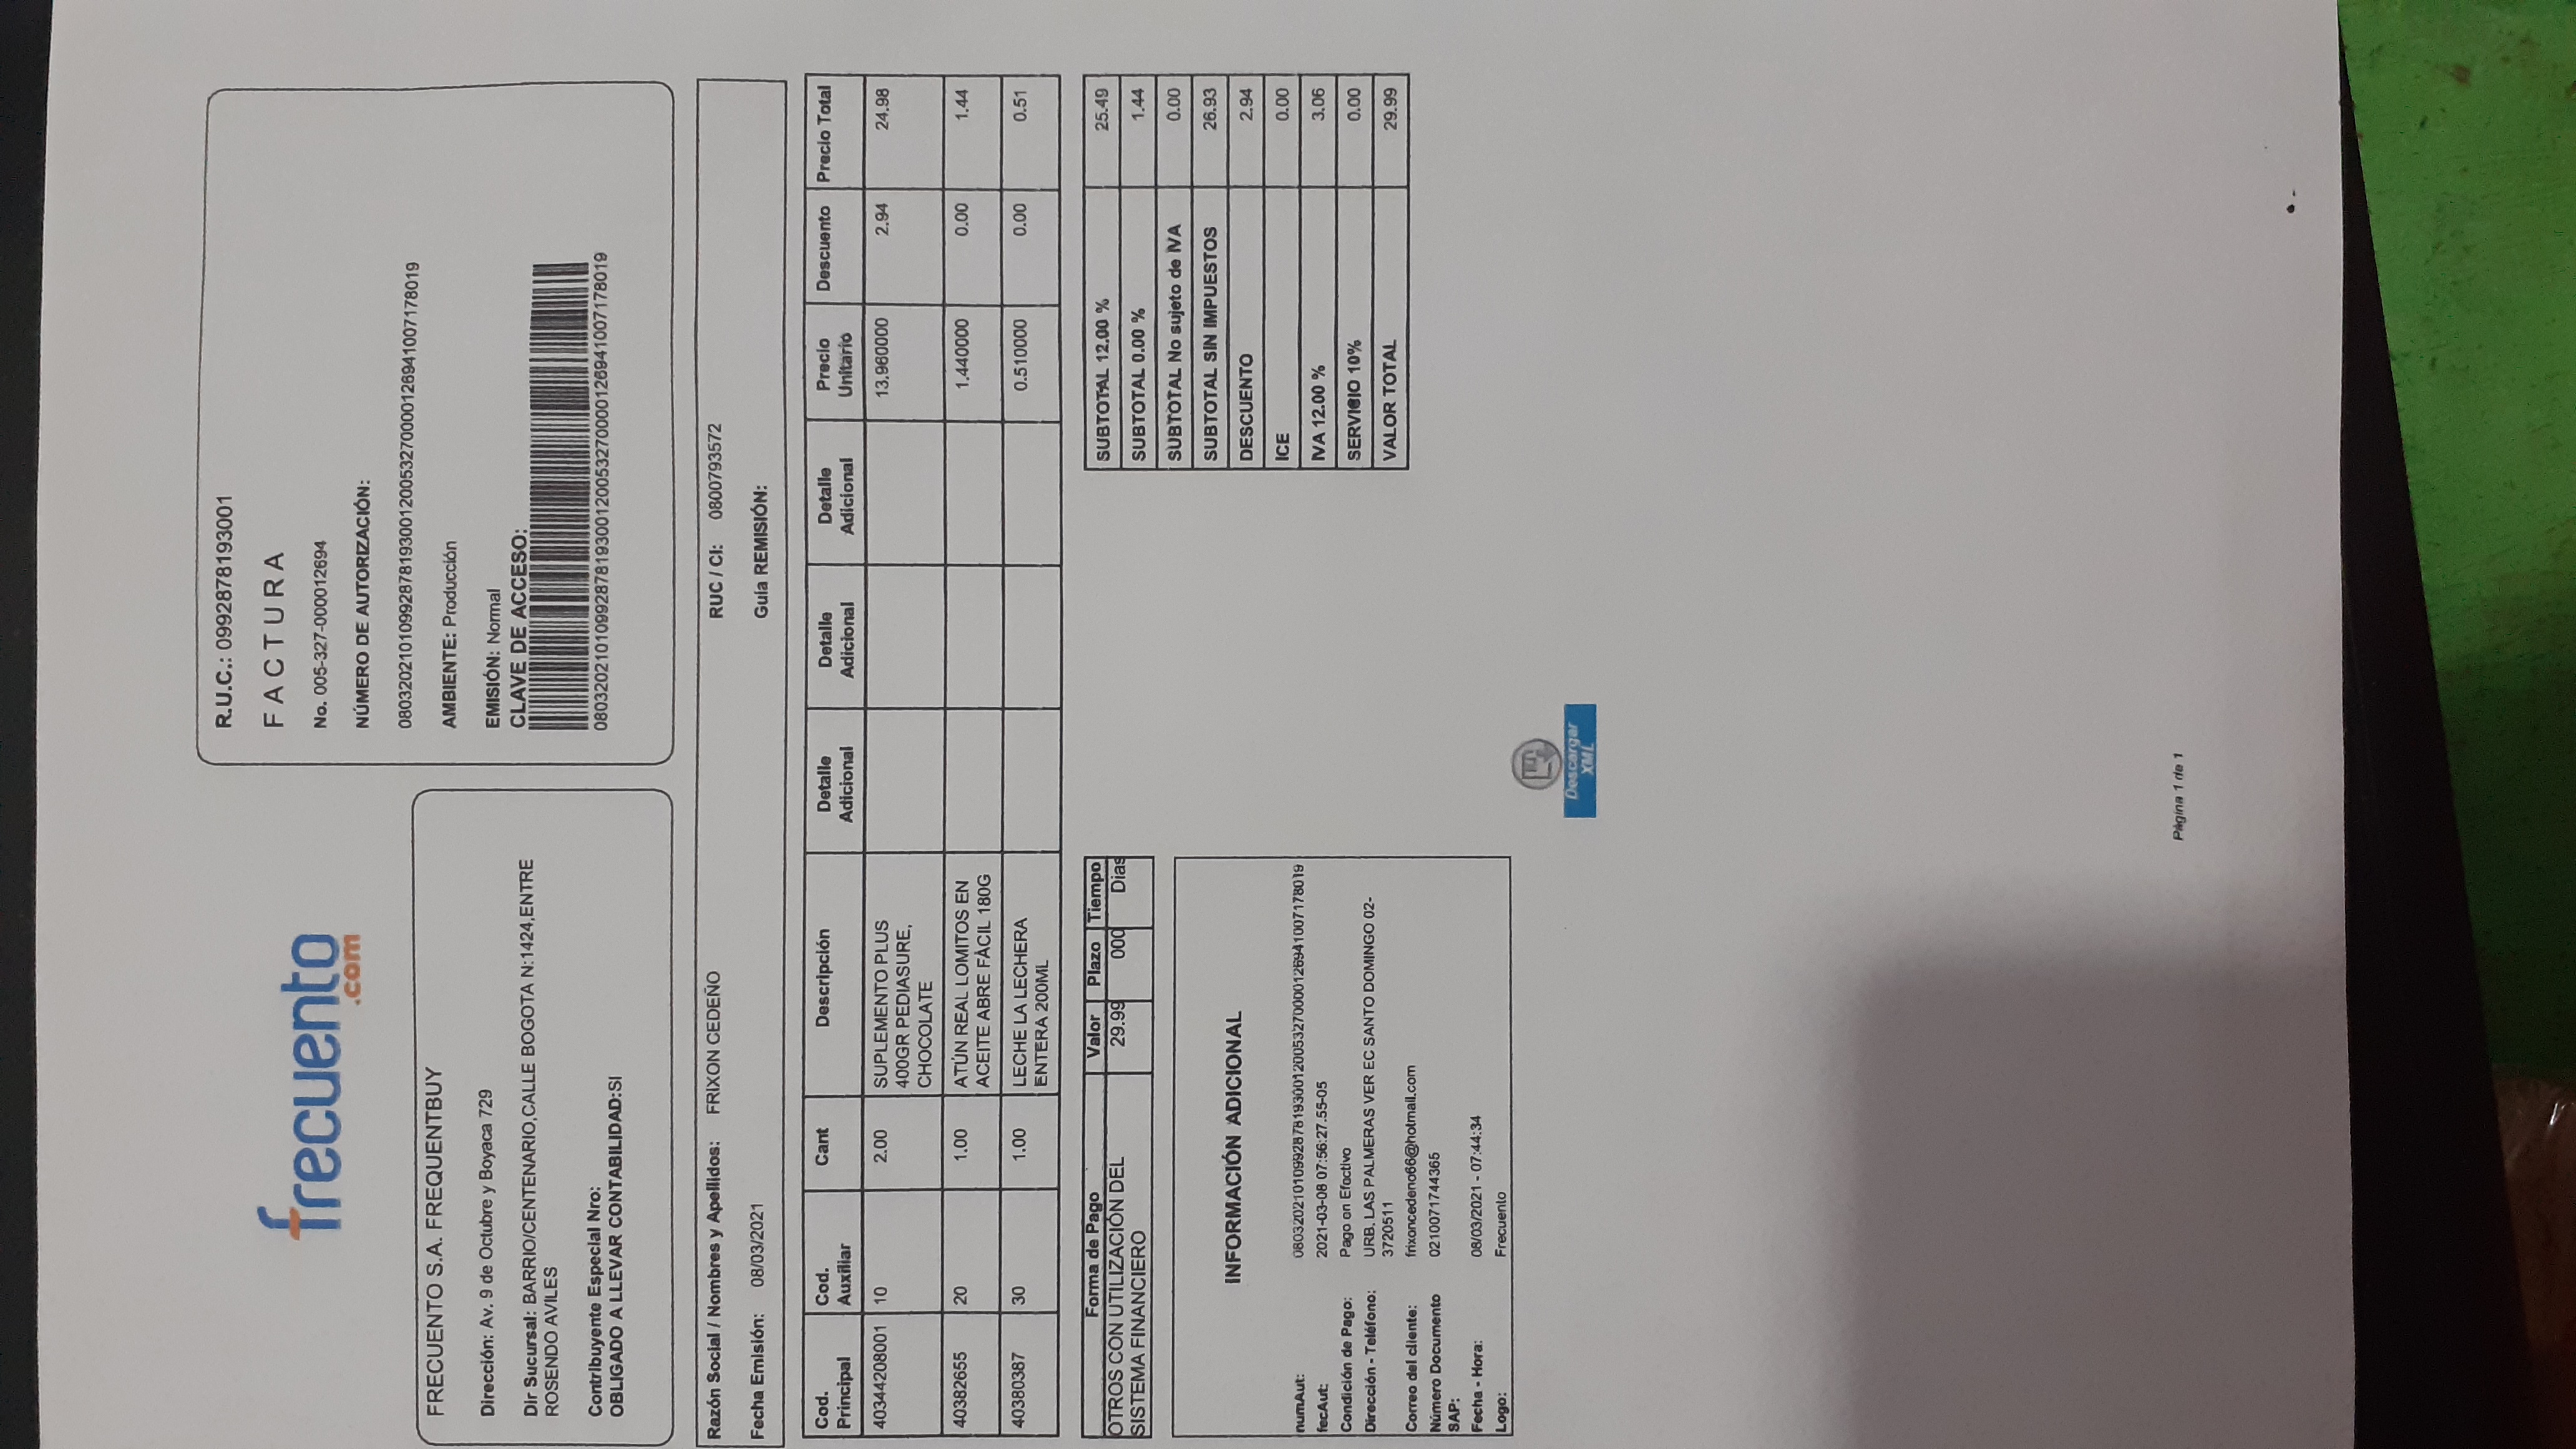 frecuento
.com
R.U.C.: 0992878193001
F A C T U R A
No. 005-327-000012694
NÚMERO DE AUTORIZACIÓN:
0803202101099287819300120053270000126941007178019
AMBIENTE: Producción
EMISIÓN: Normal
CLAVE DE ACCESO:
0803202101099287819300120053270000126941007178019
FRECUENTO S.A. FREQUENTBUY
Dirección: Av. 9 de Octubre y Boyaca 729
Dir Sucursal: BARRIO/CENTENARIO,CALLE BOGOTA N:1424,ENTRE
ROSENDO AVILES
Contribuyente Especial Nro:
OBLIGADO A LLEVAR CONTABILIDAD:SI
Razón Social / Nombres y Apellidos: FRIXON CEDEÑO RUC / CI: 0800793572
Fecha Emisión: 08/03/2021 Guía REMISIÓN:
Cod. Principal Cod. Auxiliar Cant Descripción Detalle Adicional Detalle Adicional Detalle Adicional Precio Unitario Descuento Precio Total
40344208001 10 2.00 SUPLEMENTO PLUS 13.960000 2.94 24.98
400GR PEDIASURE,
CHOCOLATE
40382655 20 1.00 ATÚN REAL LOMITOS EN 1.440000 0.00 1.44
ACEITE ABRE FÁCIL 180G
40380387 30 1.00 LECHE LA LECHERA 0.510000 0.00 0.51
ENTERA 200ML
Forma de Pago Valor Plazo Tiempo
OTROS CON UTILIZACIÓN DEL 29.99 000 Dias
SISTEMA FINANCIERO
SUBTOTAL 12.00 % 25.49
SUBTOTAL 0.00 % 1.44
SUBTOTAL No sujeto de IVA 0.00
SUBTOTAL SIN IMPUESTOS 26.93
DESCUENTO 2.94
ICE 0.00
IVA 12.00 % 3.06
SERVICIO 10% 0.00
VALOR TOTAL 29.99
INFORMACIÓN ADICIONAL
numAut: 0803202101099287819300120053270000126941007178019
fecAut: 2021-03-08 07:56:27.55-05
Condición de Pago: Pago en Efectivo
Dirección - Teléfono: URB. LAS PALMERAS VER EC SANTO DOMINGO 02-
3720511
Correo del cliente: frixoncedeno66@hotmail.com
Número Documento 0210071744365
SAP:
Fecha - Hora: 08/03/2021 - 07:44:34
Logo: Frecuento
Descargar
XML
Página 1 de 1